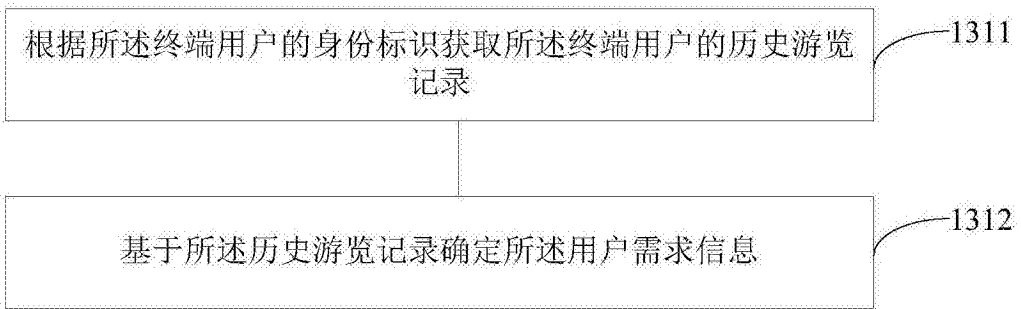 根据所述终端用户的身份标识获取所述终端用户的历史游览
记录
1311
基于所述历史游览记录确定所述用户需求信息
1312